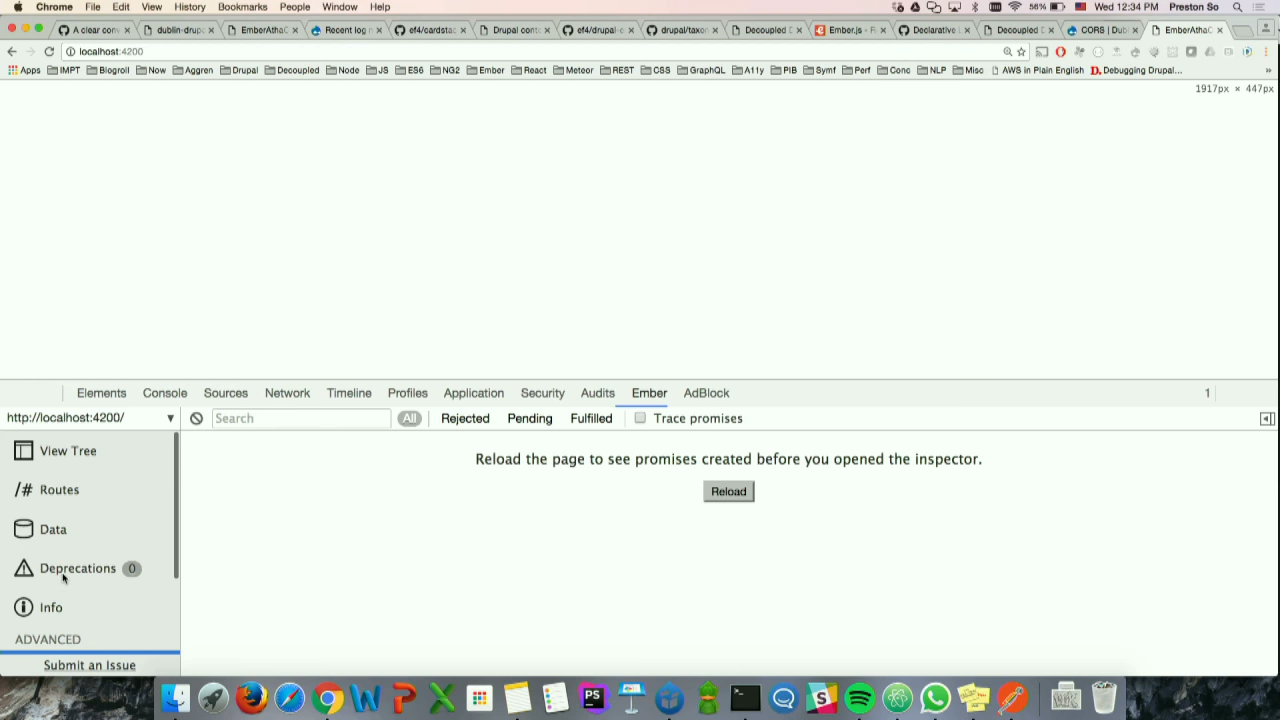 Chrome File Edit View History Bookmarks People Window Help 56% Wed 12:34 PM Preston So
A clear con dublin-drup EmberAtha Recent log ef4/cardsta Drupal cont ef4/drupal- drupal/taxo Decoupled D Ember.js - F Declarative Decoupled D CORS | Dub EmberAtha
localhost:4200
Apps IMPT Blogroll Now Aggren Drupal Decoupled Node JS ES6 NG2 Ember React Meteor REST CSS GraphQL A11y PIB Symf Perf Conc NLP Misc AWS in Plain English Debugging Drupal... »
1917px × 447px
Elements Console Sources Network Timeline Profiles Application Security Audits Ember AdBlock 1
http://localhost:4200/ Search All Rejected Pending Fulfilled Trace promises
View Tree
Reload the page to see promises created before you opened the inspector.
/# Routes
Reload
Data
Deprecations 0
Info
ADVANCED
Submit an Issue
PS